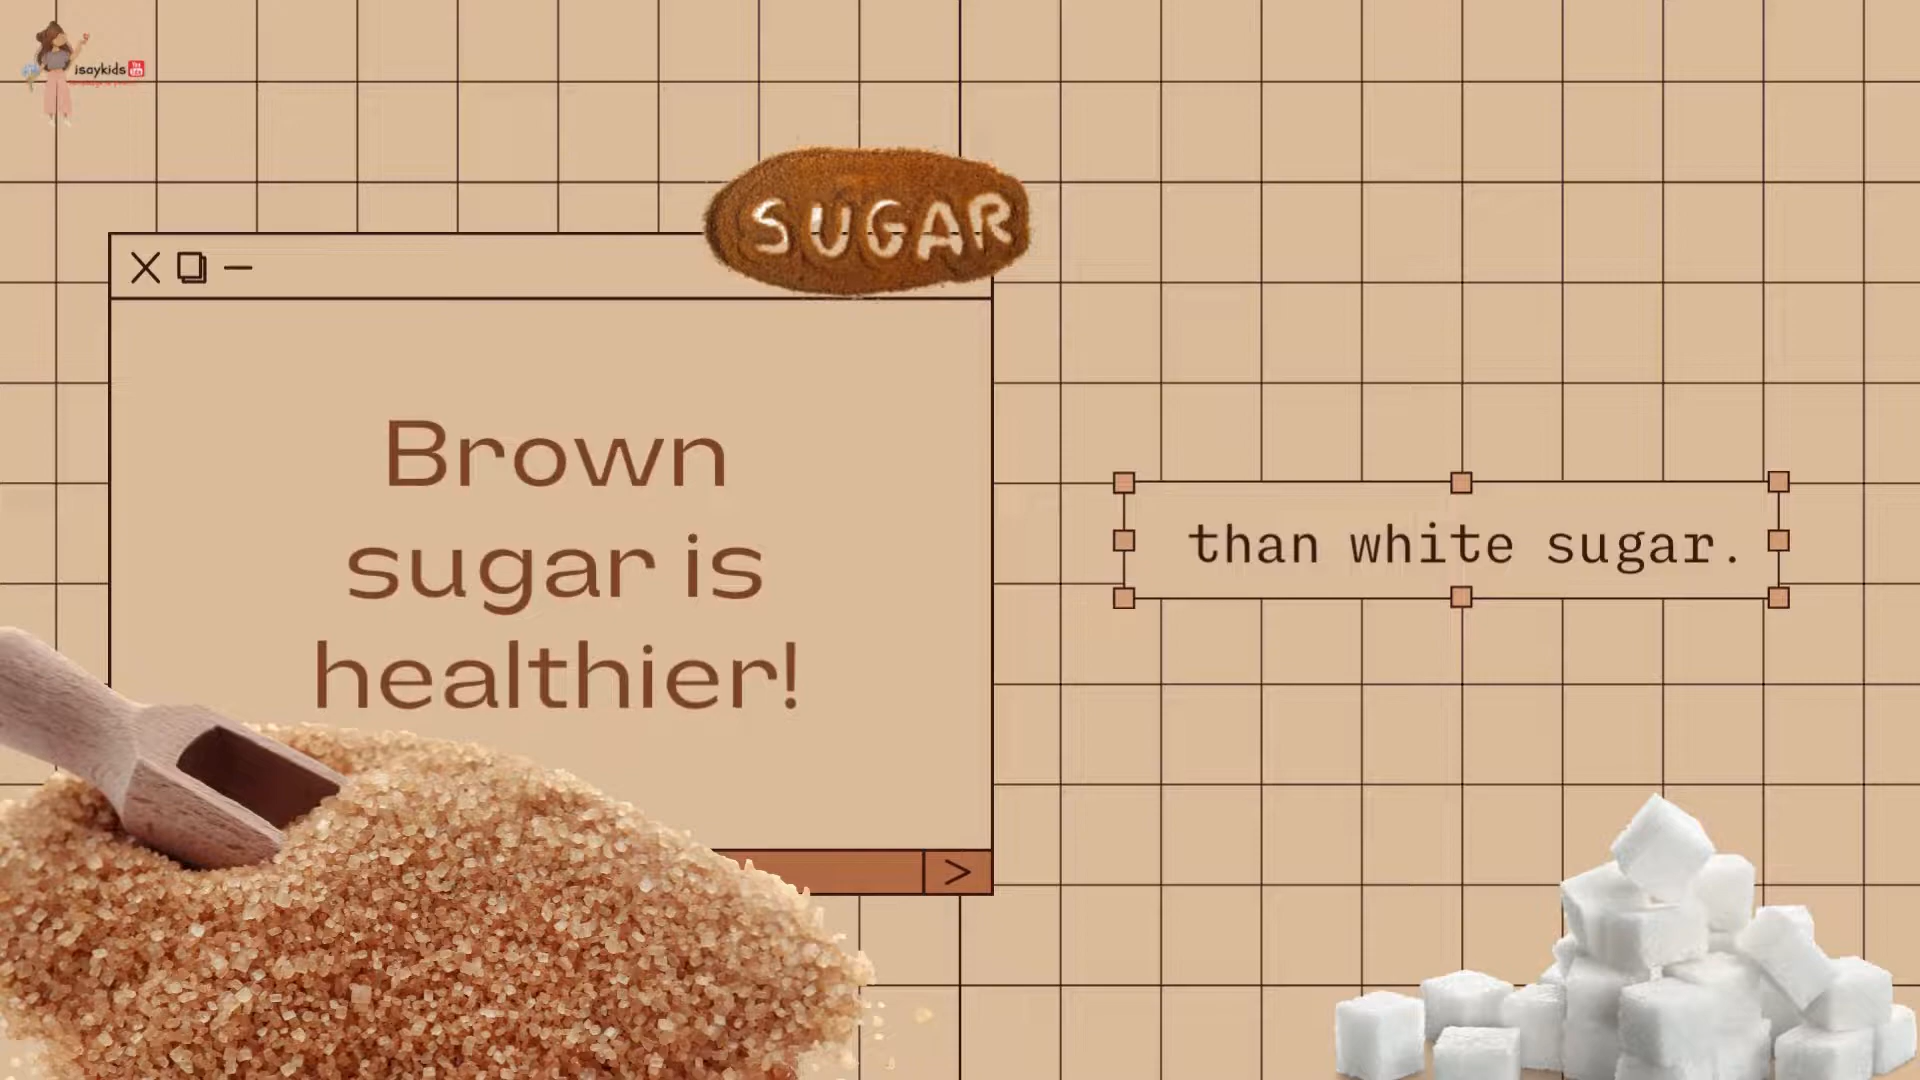 isaykids
SUGAR
Brown
sugar is
healthier!
than white sugar.